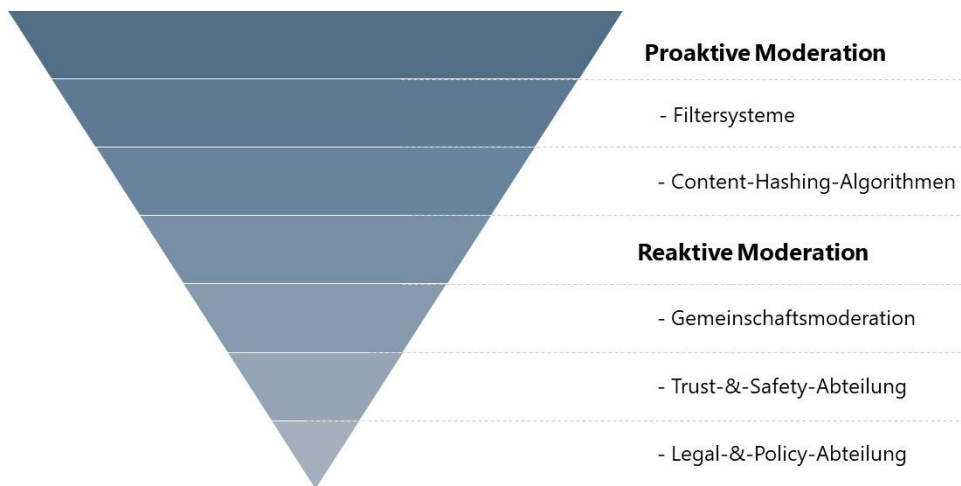 Proaktive Moderation
- Filtersysteme
- Content-Hashing-Algorithmen
Reaktive Moderation
- Gemeinschaftsmoderation
- Trust-&-Safety-Abteilung
- Legal-&-Policy-Abteilung